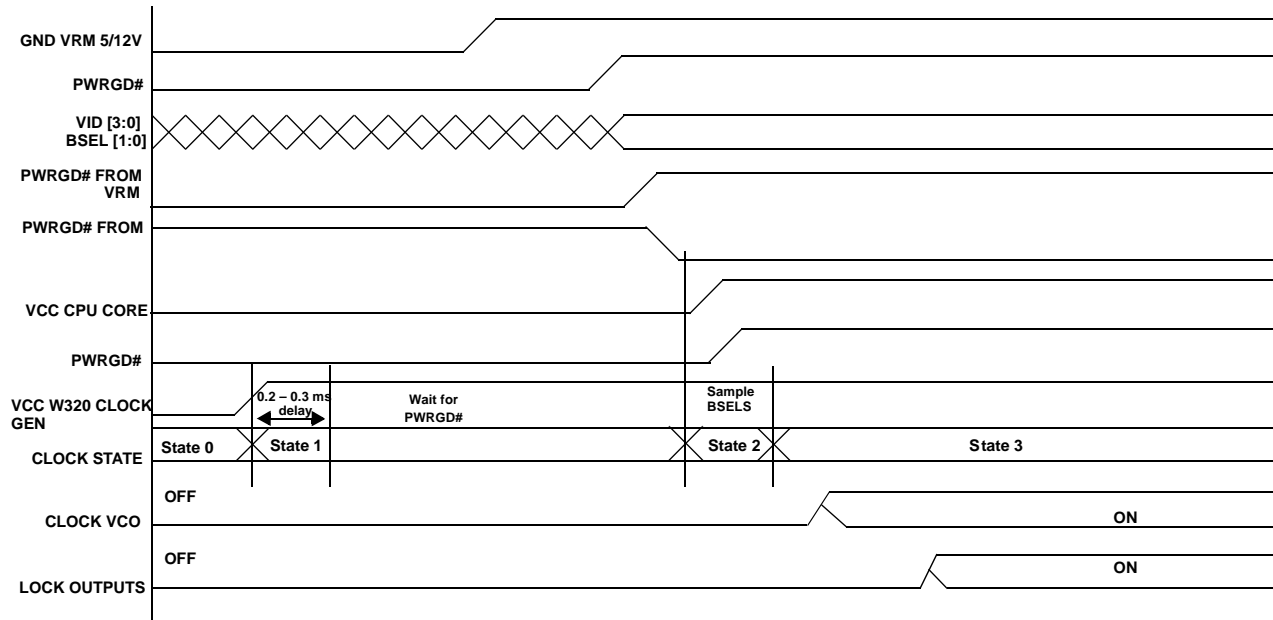 GND VRM 5/12V
PWRGD#
VID [3:0]
BSEL [1:0]
PWRGD# FROM
VRM
PWRGD# FROM
VCC CPU CORE
PWRGD#
VCC W320 CLOCK
GEN
0.2 – 0.3 ms
delay
Wait for
PWRGD#
Sample
BSELS
CLOCK STATE
State 0
State 1
State 2
State 3
OFF
CLOCK VCO
ON
OFF
LOCK OUTPUTS
ON